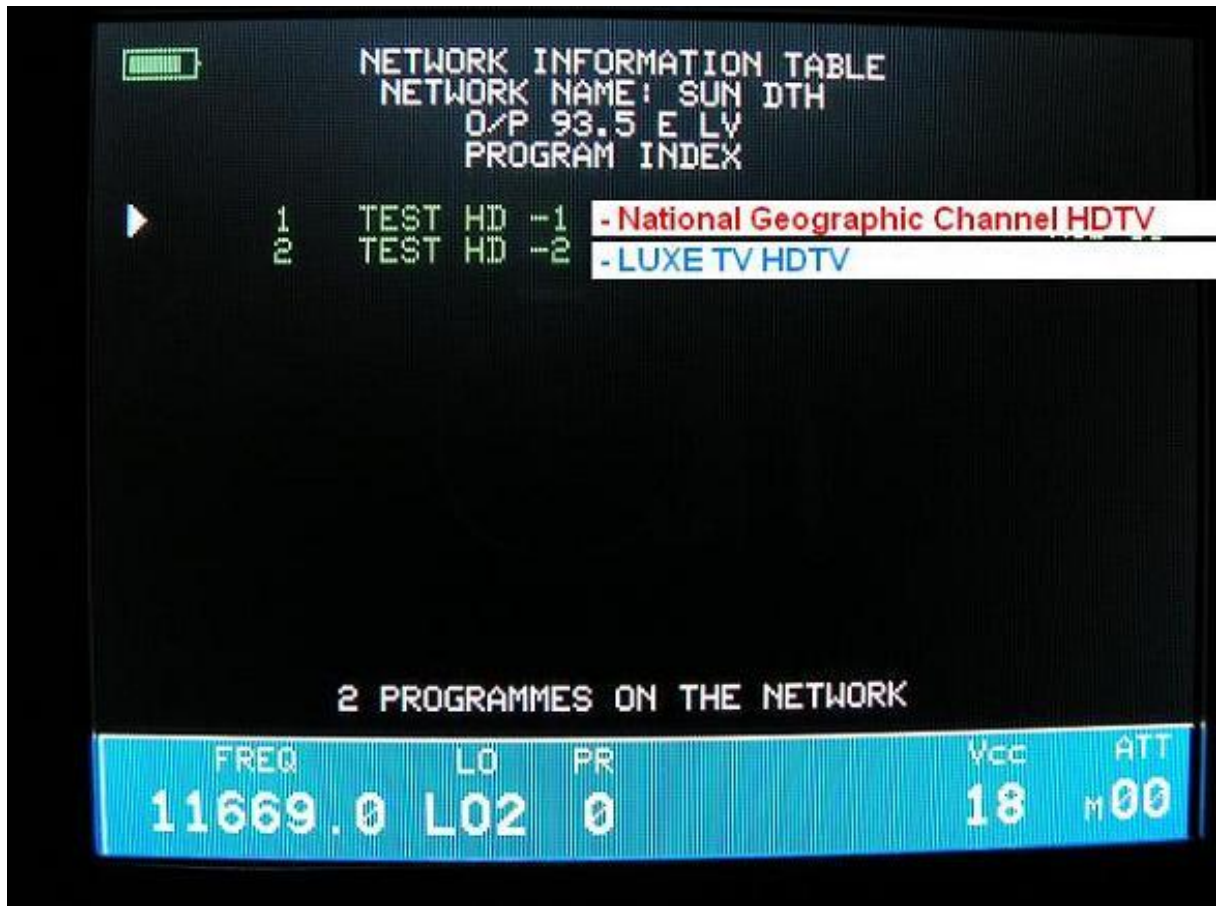 NETWORK INFORMATION TABLE
NETWORK NAME: SUN DTH
O/P 93.5 E LV
PROGRAM INDEX
1 TEST HD -1 - National Geographic Channel HDTV
2 TEST HD -2 - LUXE TV HDTV
2 PROGRAMMES ON THE NETWORK
FREQ LO PR Vcc ATT
11669.0 LO2 0 18 M00